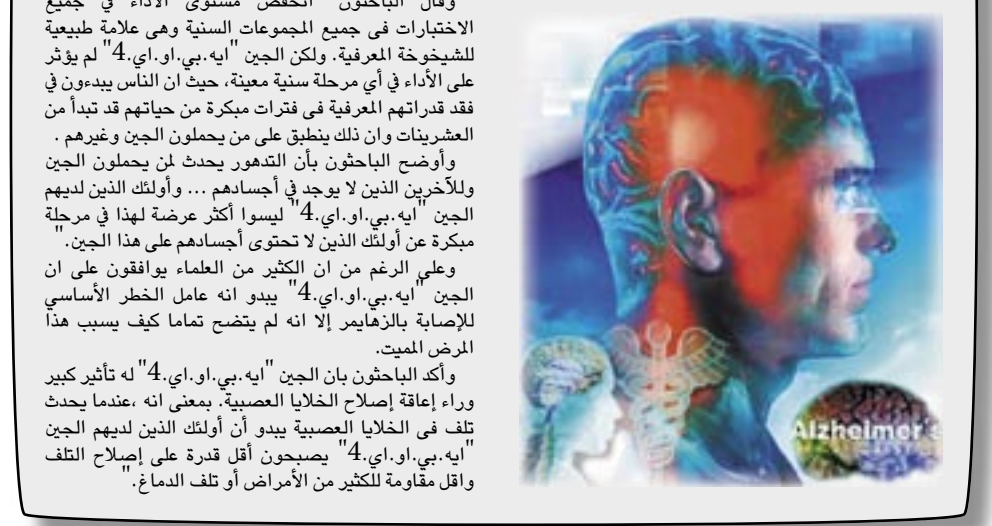 وقال الباحثون "انخفض مستوى الأداء في جميع
الاختبارات فى جميع المجموعات السنية وهى علامة طبيعية
للشيخوخة المعرفية. ولكن الجين "ايه.بي.او.اي.4" لم يؤثر
على الأداء في أي مرحلة سنية معينة، حيث ان الناس يبدءون في
فقد قدراتهم المعرفية فى فترات مبكرة من حياتهم قد تبدأ من
العشرينات وان ذلك ينطبق على من يحملون الجين وغيرهم .
وأوضح الباحثون بأن التدهور يحدث لمن يحملون الجين
وللآخرين الذين لا يوجد في أجسادهم ... وأولئك الذين لديهم
الجين "ايه.بي.او.اي.4" ليسوا أكثر عرضة لهذا في مرحلة
مبكرة عن أولئك الذين لا تحتوى أجسادهم على هذا الجين."
وعلى الرغم من ان الكثير من العلماء يوافقون على ان
الجين "ايه.بي.او.اي.4" يبدو انه عامل الخطر الأساسي
للإصابة بالزهايمر إلا انه لم يتضح تماما كيف يسبب هذا
المرض المميت.
وأكد الباحثون بان الجين "ايه.بي.او.اي.4" له تأثير كبير
وراء إعاقة إصلاح الخلايا العصبية. بمعنى انه ،عندما يحدث
تلف فى الخلايا العصبية يبدو أن أولئك الذين لديهم الجين
"ايه.بي.او.اي.4" يصبحون أقل قدرة على إصلاح التلف
واقل مقاومة للكثير من الأمراض أو تلف الدماغ."
Alzheimer's